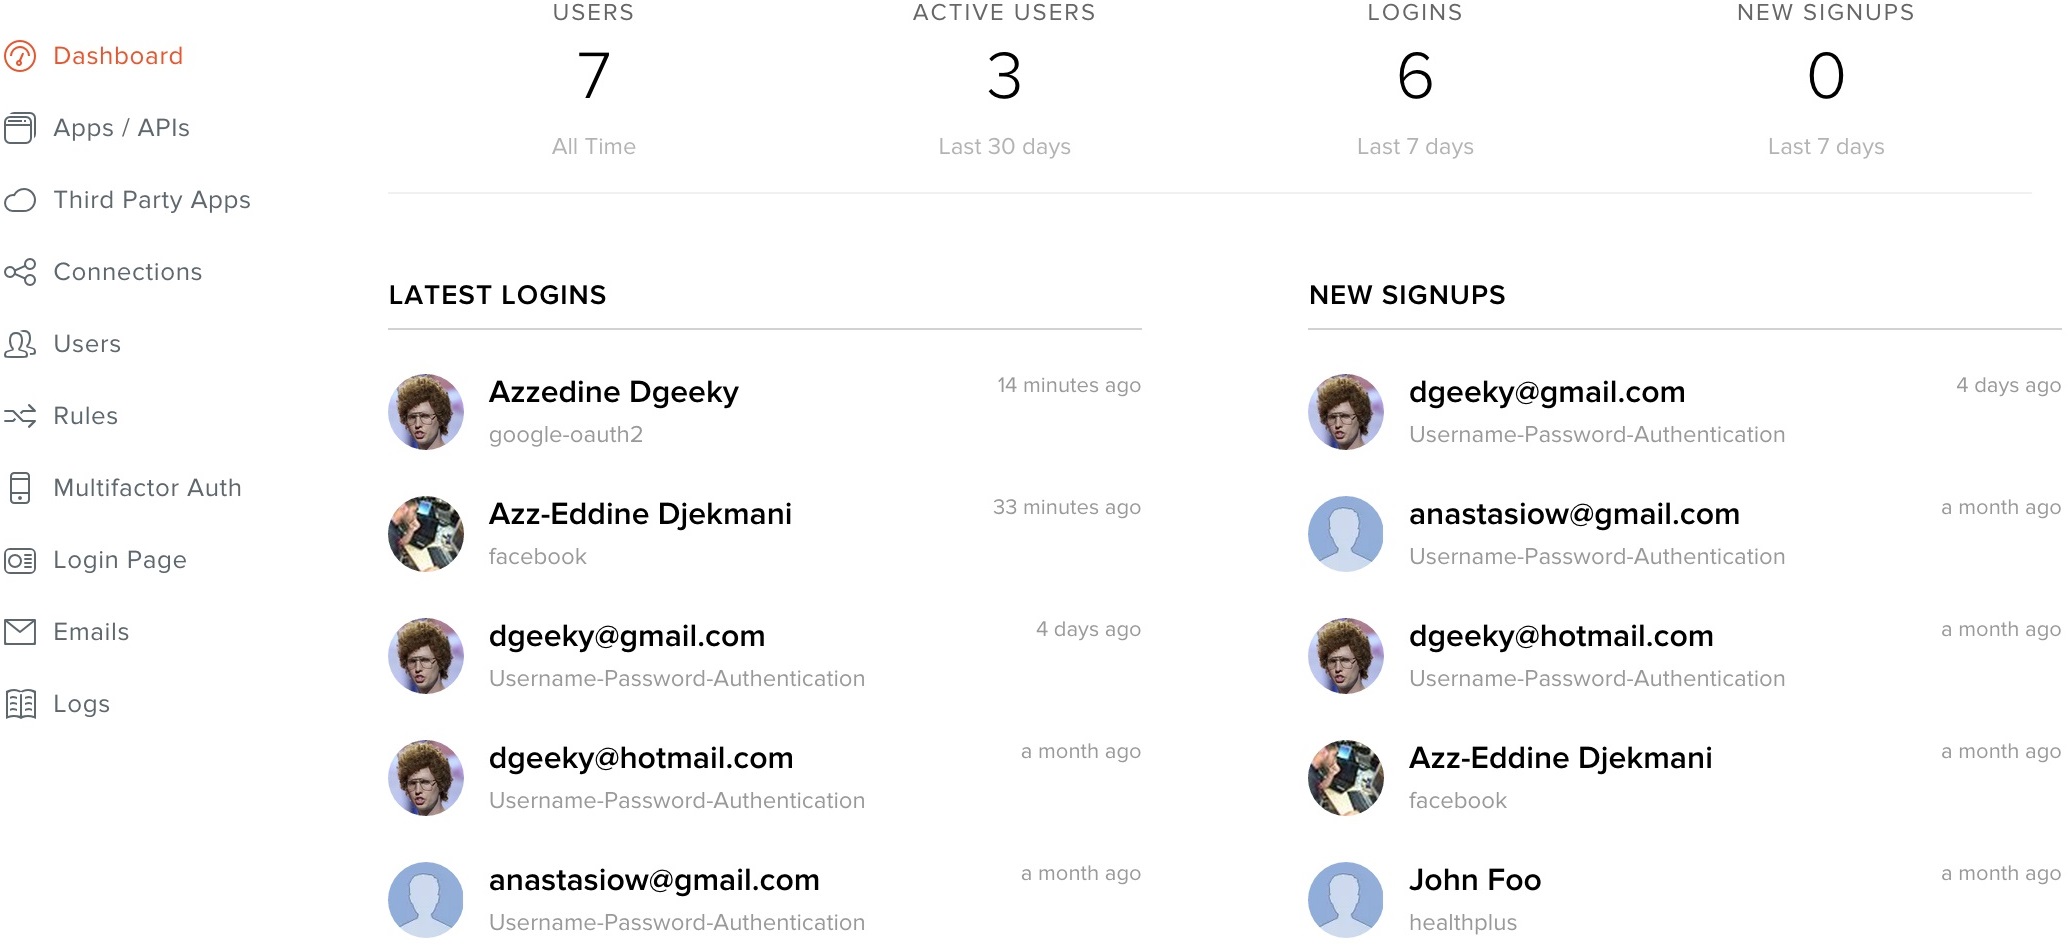 Dashboard
Apps / APIs
Third Party Apps
Connections
Users
Rules
Multifactor Auth
Login Page
Emails
Logs
USERS
7
All Time
ACTIVE USERS
3
Last 30 days
LOGINS
6
Last 7 days
NEW SIGNUPS
0
Last 7 days
LATEST LOGINS
Azzedine Dgeeky
14 minutes ago
google-oauth2
Azz-Eddine Djekmani
33 minutes ago
facebook
dgeeky@gmail.com
4 days ago
Username-Password-Authentication
dgeeky@hotmail.com
a month ago
Username-Password-Authentication
anastasiow@gmail.com
a month ago
Username-Password-Authentication
NEW SIGNUPS
dgeeky@gmail.com
4 days ago
Username-Password-Authentication
anastasiow@gmail.com
a month ago
Username-Password-Authentication
dgeeky@hotmail.com
a month ago
Username-Password-Authentication
Azz-Eddine Djekmani
a month ago
facebook
John Foo
a month ago
healthplus